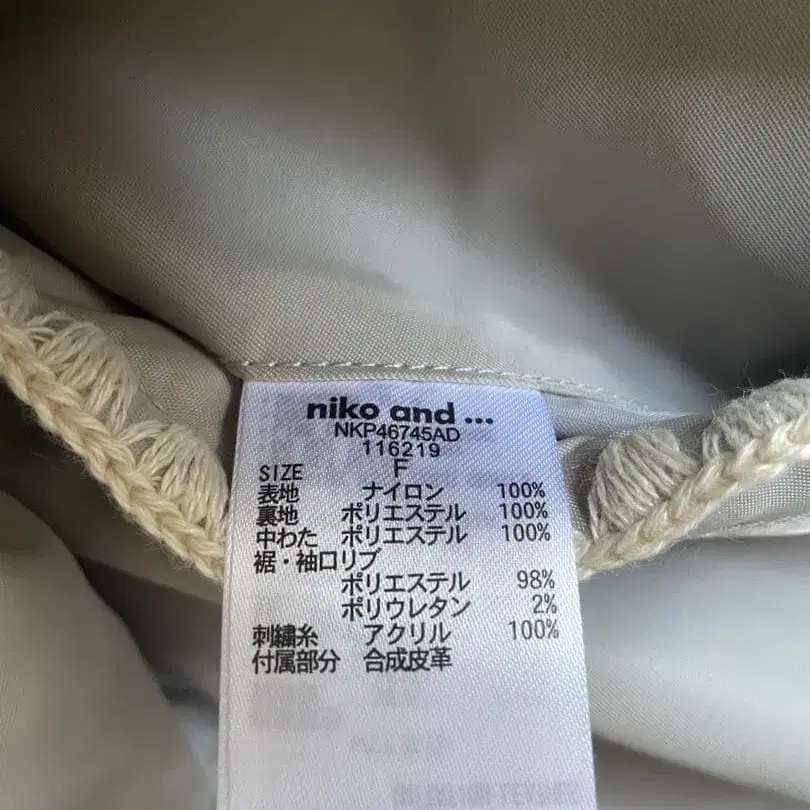 niko and ...
NKP46745AD
116219
SIZE F
表地 ナイロン 100%
裏地 ポリエステル 100%
中わた ポリエステル 100%
裾・袖口リブ
ポリエステル 98%
ポリウレタン 2%
刺繍糸 アクリル 100%
付属部分 合成皮革